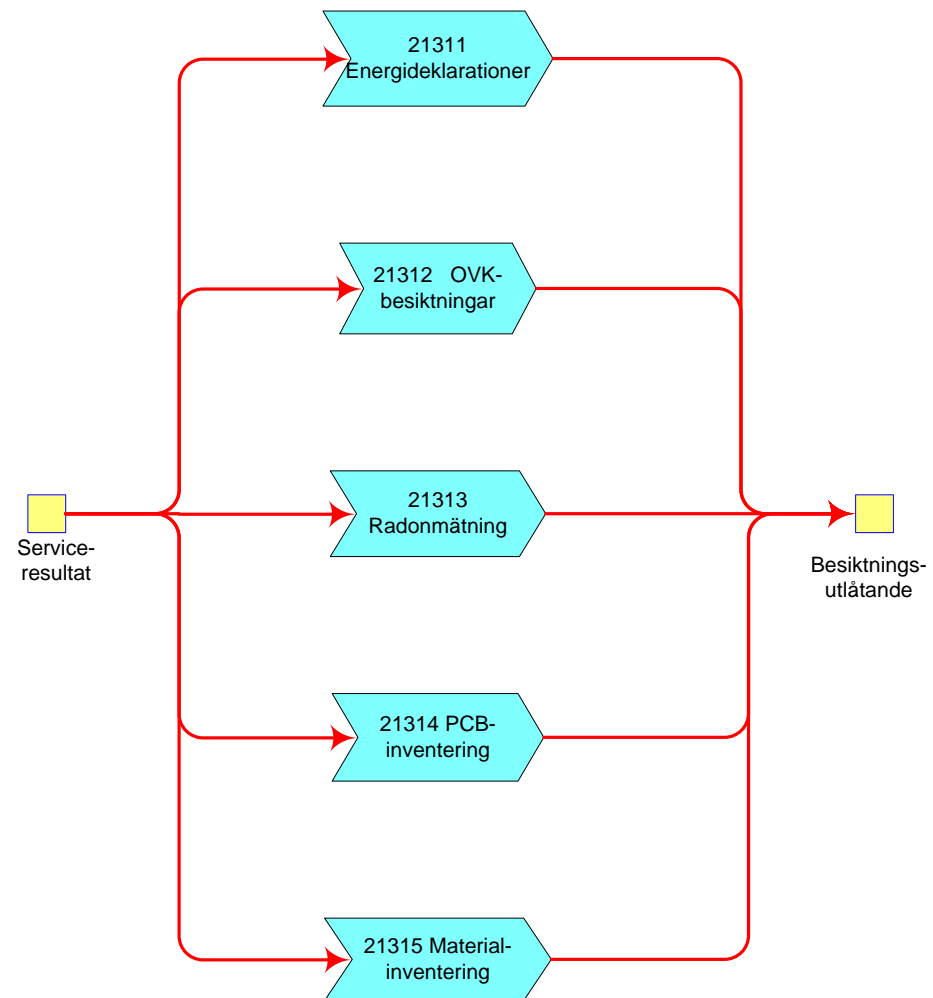 21311
Energideklarationer
21312 OVK-
besiktningar
21313
Radonmätning
Service-
resultat
Besiktnings-
utlåtande
21314 PCB-
inventering
21315 Material-
inventering